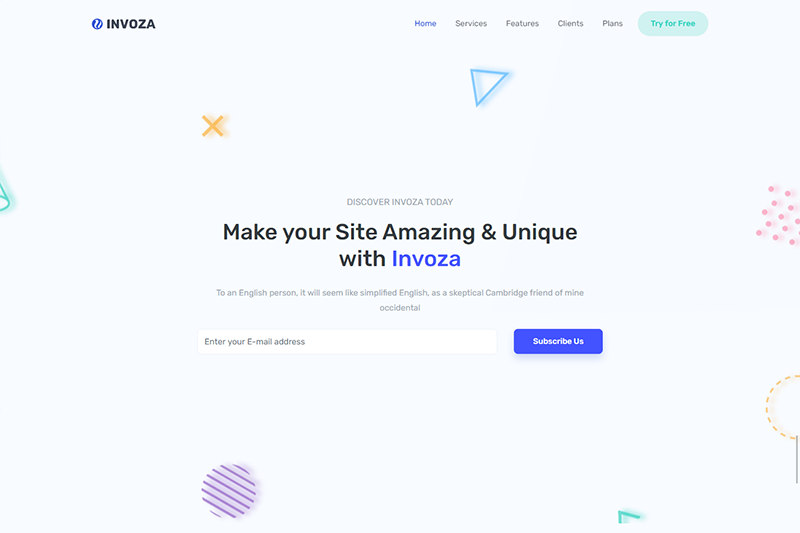 INVOZA
Home Services Features Clients Plans Try for Free
DISCOVER INVOZA TODAY
Make your Site Amazing & Unique
with Invoza
To an English person, it will seem like simplified English, as a skeptical Cambridge friend of mine
occidental
Enter your E-mail address Subscribe Us